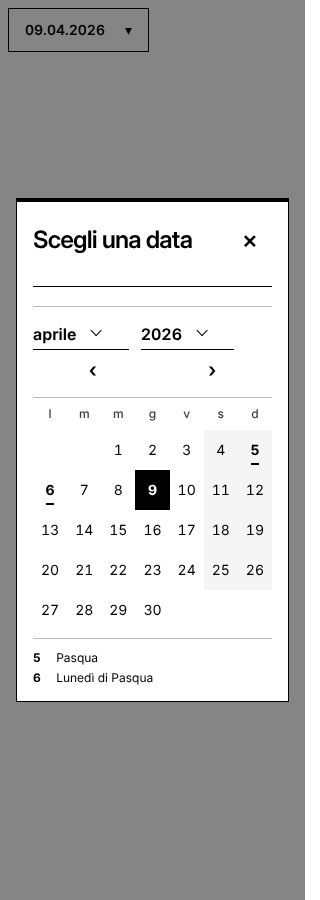 09.04.2026 ▼
Scegli una data ✕
aprile 2026
‹ ›
l m m g v s d
1 2 3 4 5
6 7 8 9 10 11 12
13 14 15 16 17 18 19
20 21 22 23 24 25 26
27 28 29 30
5 Pasqua
6 Lunedì di Pasqua